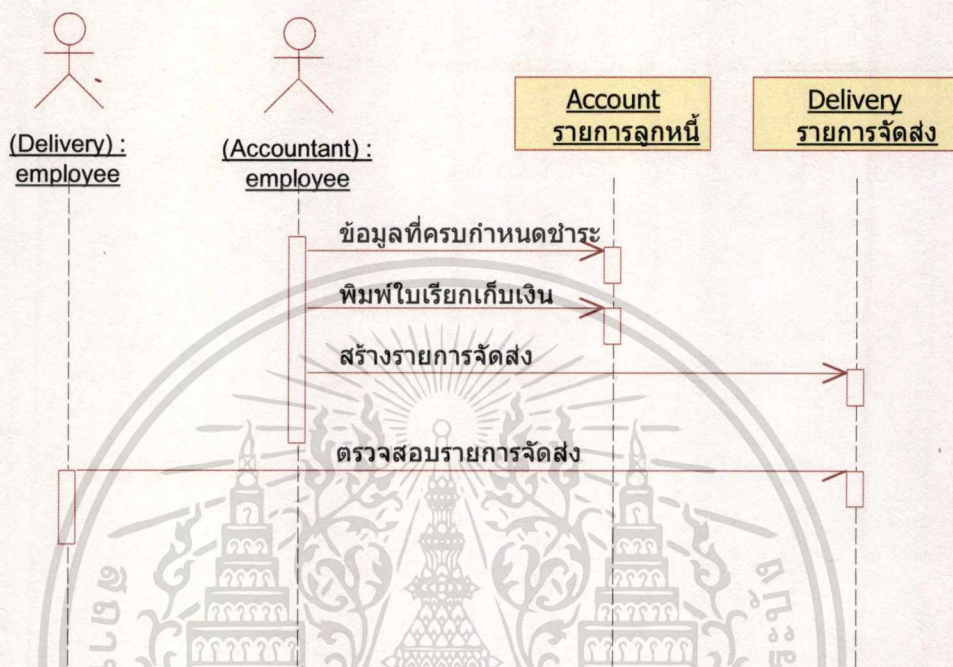 (Delivery) :
employee
(Accountant) :
employee
Account
รายการลูกหนี้
Delivery
รายการจัดส่ง
ข้อมูลที่ครบกำหนดชำระ
พิมพ์ใบเรียกเก็บเงิน
สร้างรายการจัดส่ง
ตรวจสอบรายการจัดส่ง